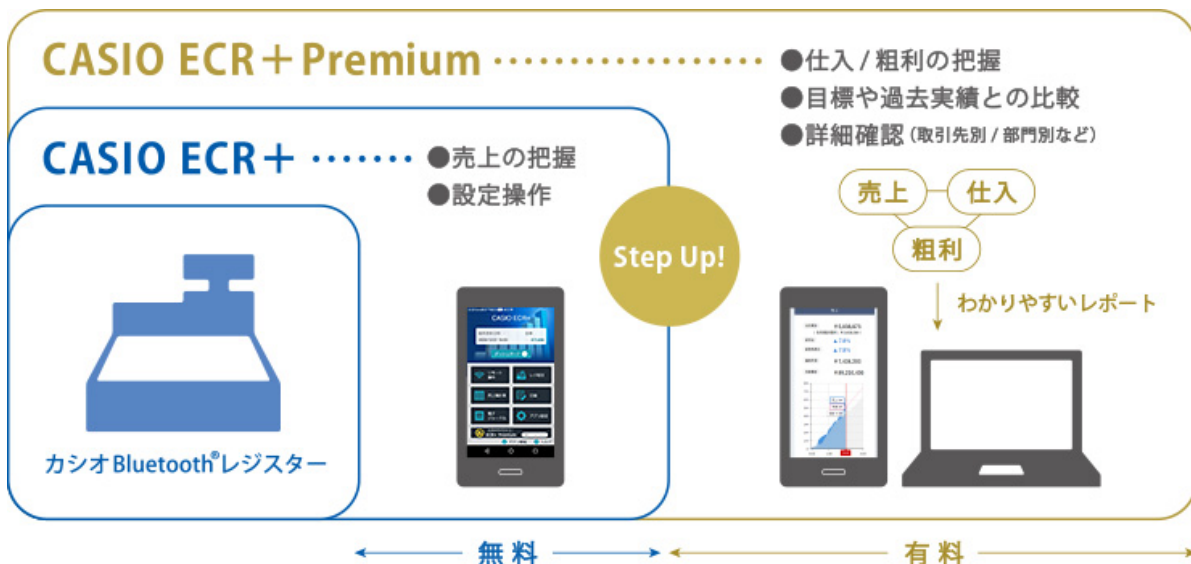 CASIO ECR+Premium
●仕入/粗利の把握
●目標や過去実績との比較
●詳細確認(取引先別/部門別など)
CASIO ECR+
●売上の把握
●設定操作
売上
仕入
粗利
Step Up!
わかりやすいレポート
CASIO ECR+
カシオBluetooth®レジスター
無料
有料